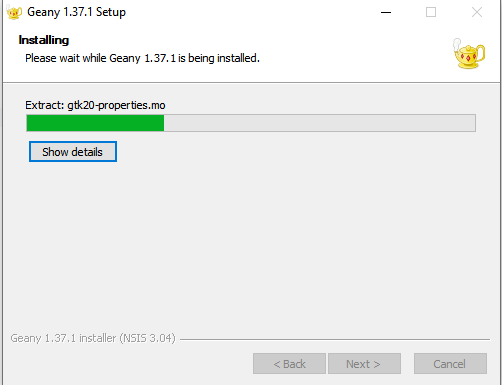 Geany 1.37.1 Setup
Installing
Please wait while Geany 1.37.1 is being installed.
Extract: gtk20-properties.mo
Show details
Geany 1.37.1 installer (NSIS 3.04)
< Back
Next >
Cancel